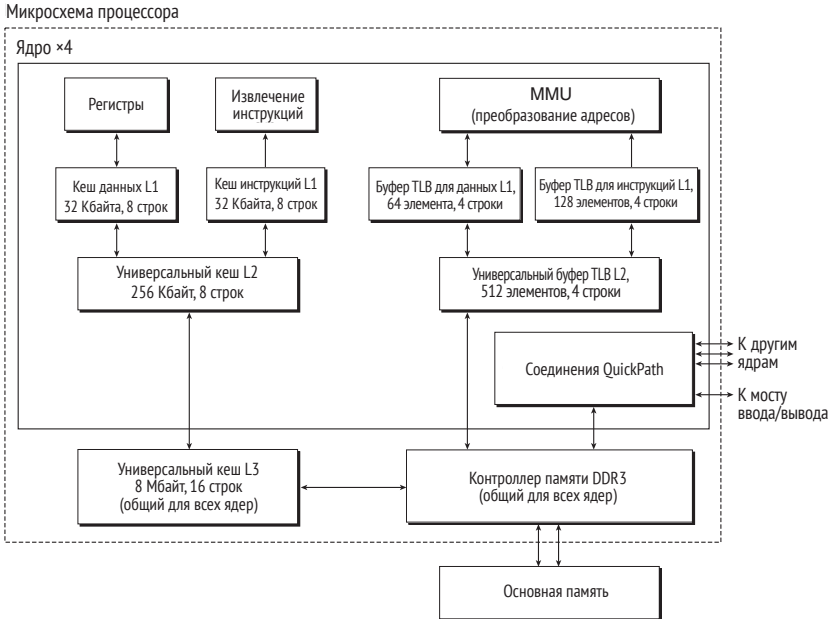 Микросхема процессора
Ядро ×4
Регистры
Извлечение
инструкций
MMU
(преобразование адресов)
Кеш данных L1
32 Кбайта, 8 строк
Кеш инструкций L1
32 Кбайта, 8 строк
Буфер TLB для данных L1,
64 элемента, 4 строки
Буфер TLB для инструкций L1,
128 элементов, 4 строки
Универсальный кеш L2
256 Кбайт, 8 строк
Универсальный буфер TLB L2,
512 элементов, 4 строки
Соединения QuickPath
К другим
ядрам
К мосту
ввода/вывода
Универсальный кеш L3
8 Мбайт, 16 строк
(общий для всех ядер)
Контроллер памяти DDR3
(общий для всех ядер)
Основная память